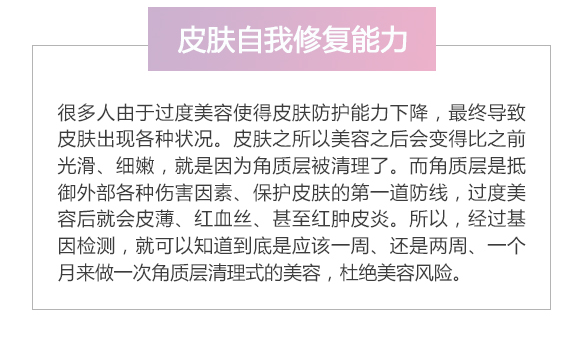 皮肤自我修复能力
很多人由于过度美容使得皮肤防护能力下降，最终导致
皮肤出现各种状况。皮肤之所以美容之后会变得比之前
光滑、细嫩，就是因为角质层被清理了。而角质层是抵
御外部各种伤害因素、保护皮肤的第一道防线，过度美
容后就会皮薄、红血丝、甚至红肿皮炎。所以，经过基
因检测，就可以知道到底是应该一周、还是两周、一个
月来做一次角质层清理式的美容，杜绝美容风险。